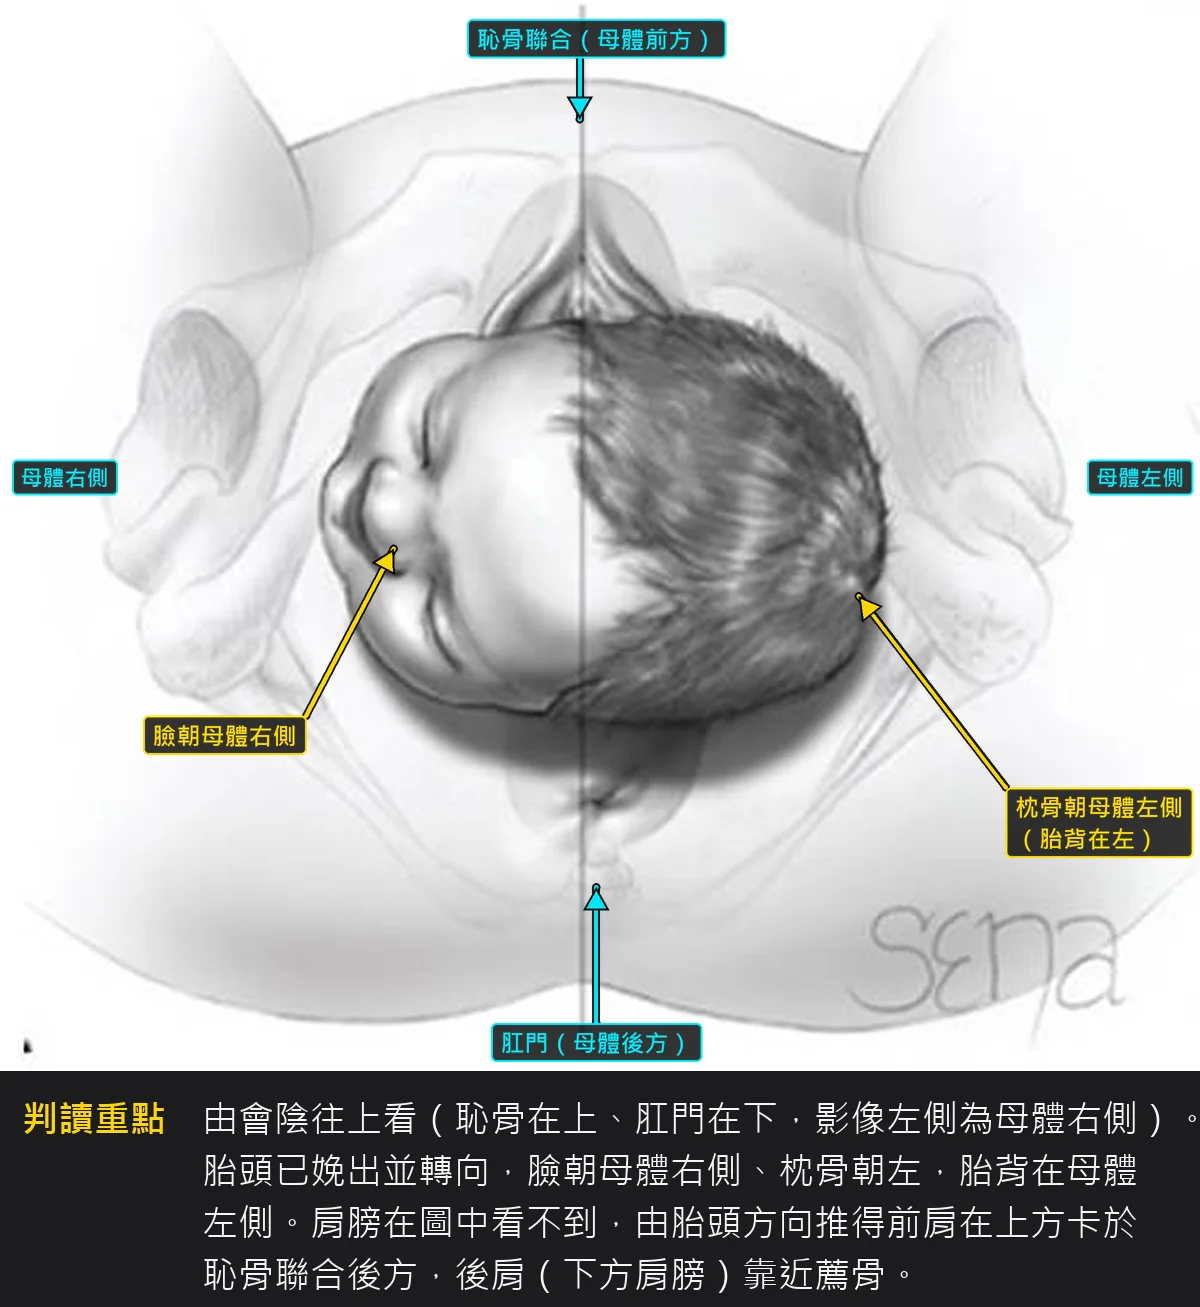 恥骨聯合（母體前方）
母體右側
母體左側
臉朝母體右側
枕骨朝母體左側
（胎背在左）
sena
肛門（母體後方）
判讀重點
由會陰往上看（恥骨在上、肛門在下，影像左側為母體右側）。
胎頭已娩出並轉向，臉朝母體右側、枕骨朝左，胎背在母體
左側。肩膀在圖中看不到，由胎頭方向推得前肩在上方卡於
恥骨聯合後方，後肩（下方肩膀）靠近薦骨。